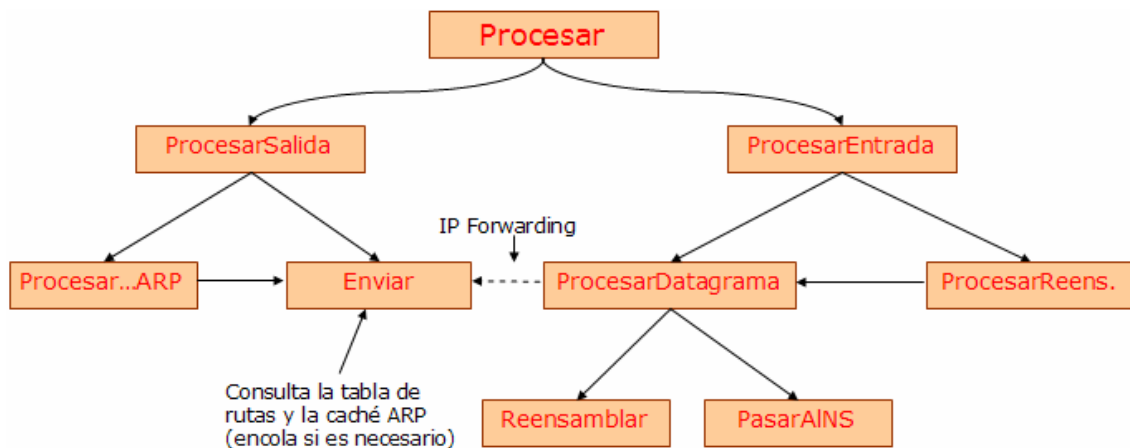 Procesar
ProcesarSalida
ProcesarEntrada
IP Forwarding
Procesar...ARP
Enviar
ProcesarDatagrama
ProcesarReens.
Consulta la tabla de
rutas y la caché ARP
(encola si es necesario)
Reensamblar
PasarAlNS